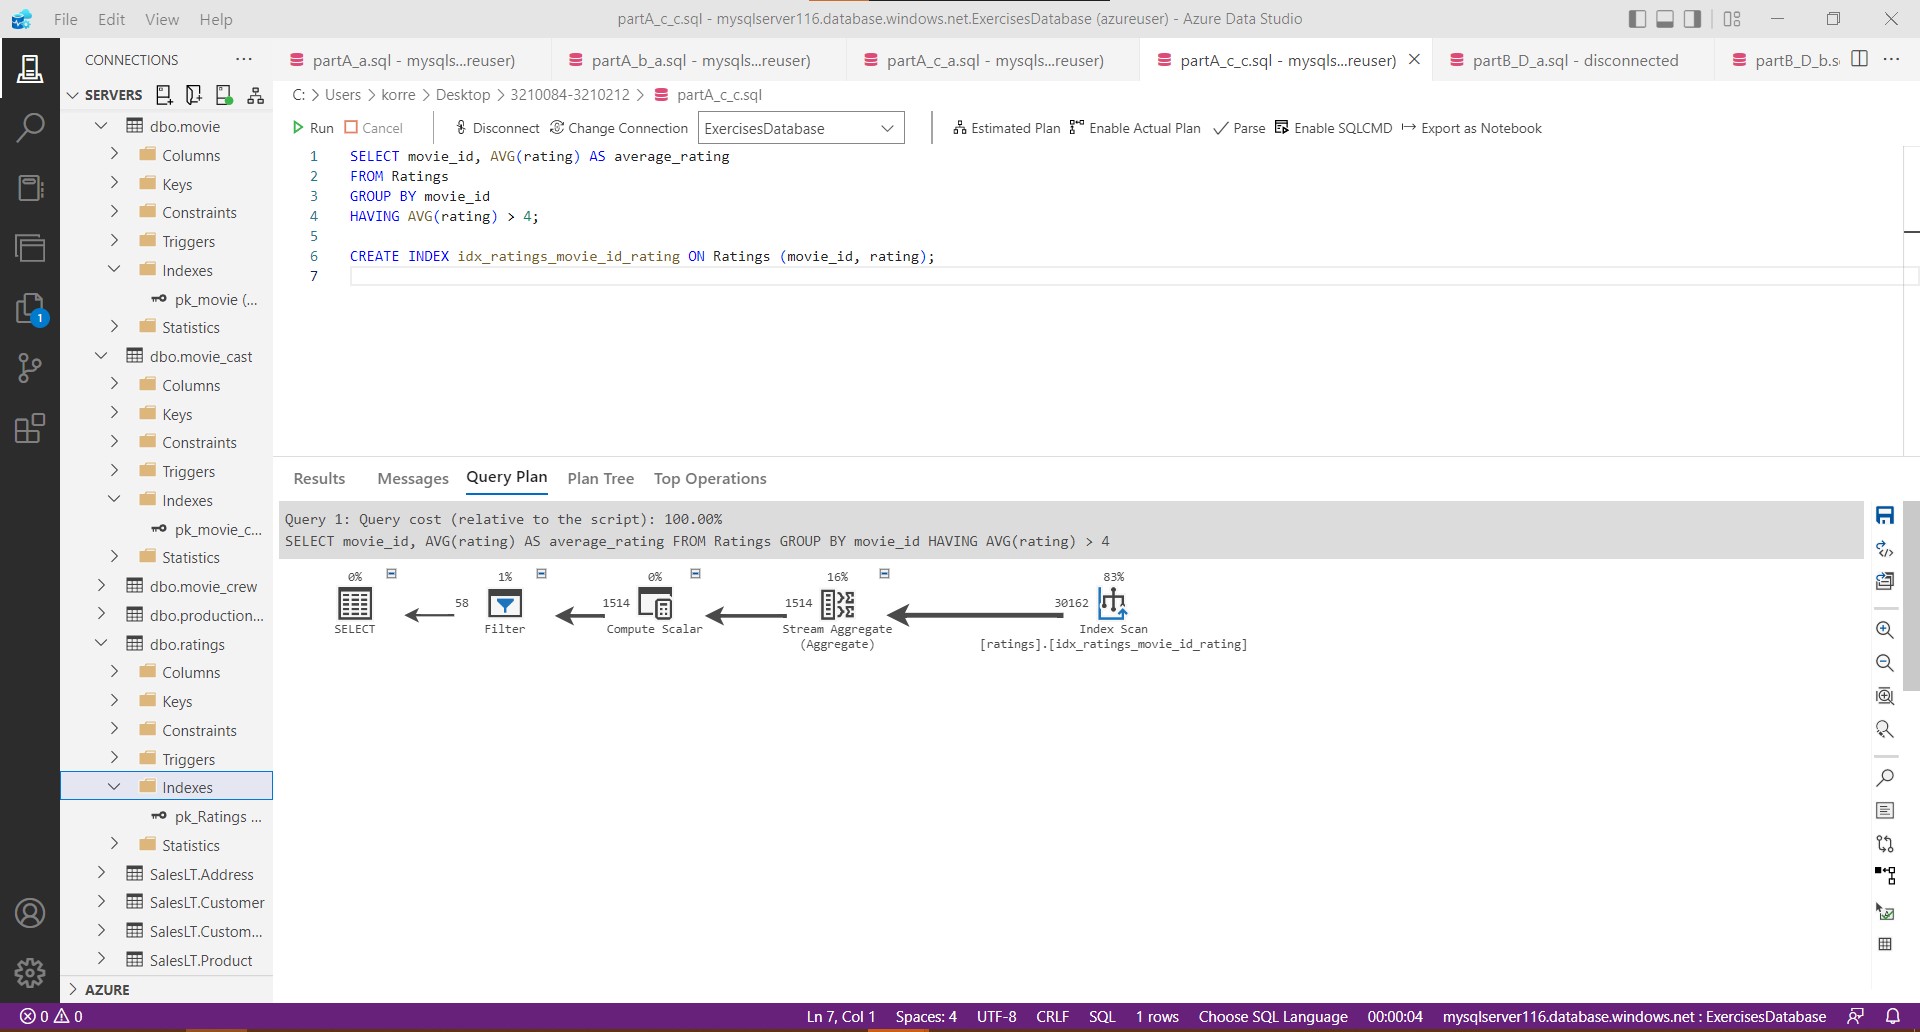 File Edit View Help
partA_c_c.sql - mysqlserver116.database.windows.net.ExercisesDatabase (azureuser) - Azure Data Studio
CONNECTIONS ...
SERVERS
dbo.movie
Columns
Keys
Constraints
Triggers
Indexes
pk_movie (...
Statistics
dbo.movie_cast
Columns
Keys
Constraints
Triggers
Indexes
pk_movie_c...
Statistics
dbo.movie_crew
dbo.production...
dbo.ratings
Columns
Keys
Constraints
Triggers
Indexes
pk_Ratings ...
Statistics
SalesLT.Address
SalesLT.Customer
SalesLT.Custom...
SalesLT.Product
AZURE
1
partA_a.sql - mysqls...reuser) partA_b_a.sql - mysqls...reuser) partA_c_a.sql - mysqls...reuser) partA_c_c.sql - mysqls...reuser) partB_D_a.sql - disconnected partB_D_b.s
C: > Users > korre > Desktop > 3210084-3210212 > partA_c_c.sql
Run Cancel Disconnect Change Connection ExercisesDatabase Estimated Plan Enable Actual Plan Parse Enable SQLCMD Export as Notebook
1 SELECT movie_id, AVG(rating) AS average_rating
2 FROM Ratings
3 GROUP BY movie_id
4 HAVING AVG(rating) > 4;
5
6 CREATE INDEX idx_ratings_movie_id_rating ON Ratings (movie_id, rating);
7
Results Messages Query Plan Plan Tree Top Operations
Query 1: Query cost (relative to the script): 100.00%
SELECT movie_id, AVG(rating) AS average_rating FROM Ratings GROUP BY movie_id HAVING AVG(rating) > 4
0% 1% 0% 16% 83%
58 1514 1514 30162
SELECT Filter Compute Scalar Stream Aggregate Index Scan
(Aggregate) [ratings].[idx_ratings_movie_id_rating]
0 0 Ln 7, Col 1 Spaces: 4 UTF-8 CRLF SQL 1 rows Choose SQL Language 00:00:04 mysqlserver116.database.windows.net : ExercisesDatabase